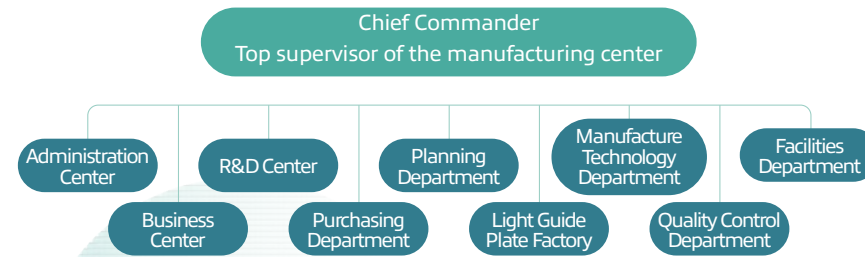 Chief Commander
Top supervisor of the manufacturing center
Administration
Center
R&D Center
Planning
Department
Manufacture
Technology
Department
Facilities
Department
Business
Center
Purchasing
Department
Light Guide
Plate Factory
Quality Control
Department